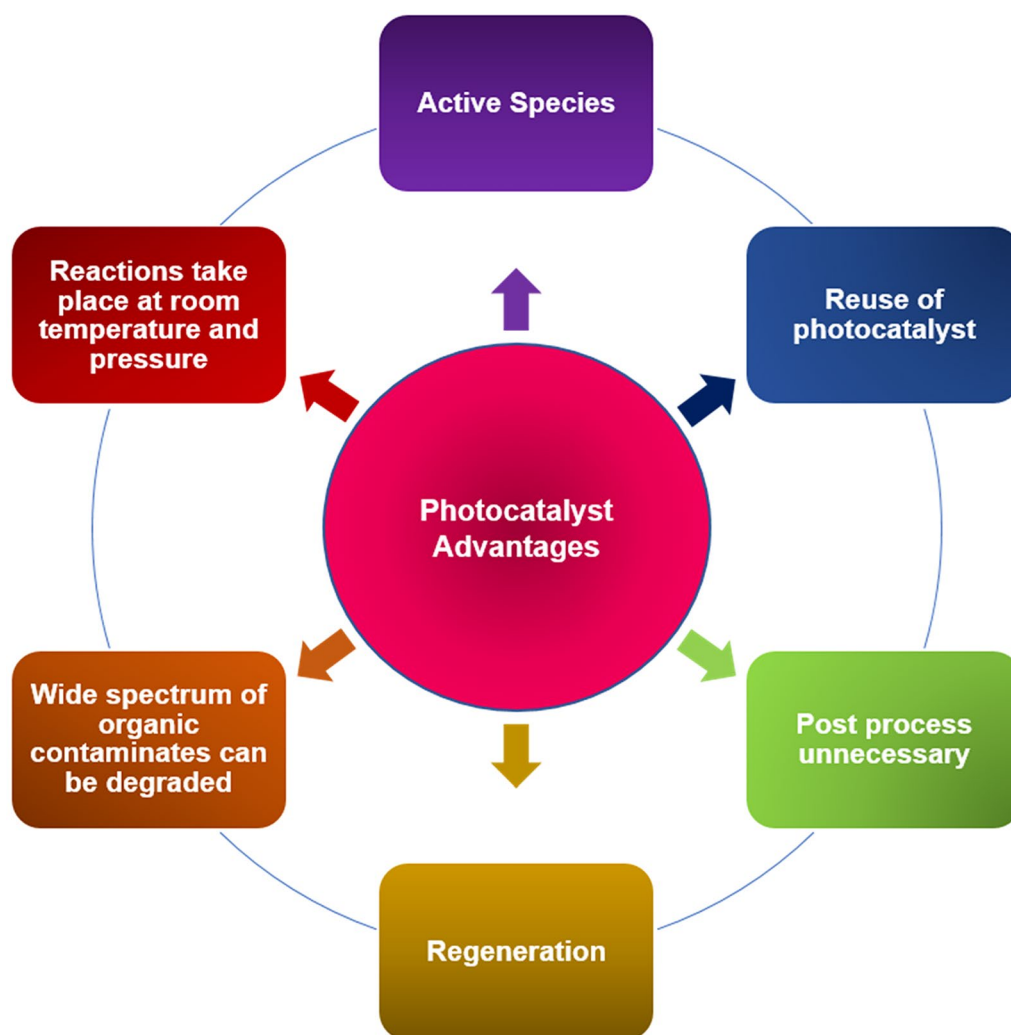 Active Species
Reactions take
place at room
temperature and
pressure
Reuse of
photocatalyst
Photocatalyst
Advantages
Wide spectrum of
organic
contaminates can
be degraded
Post process
unnecessary
Regeneration